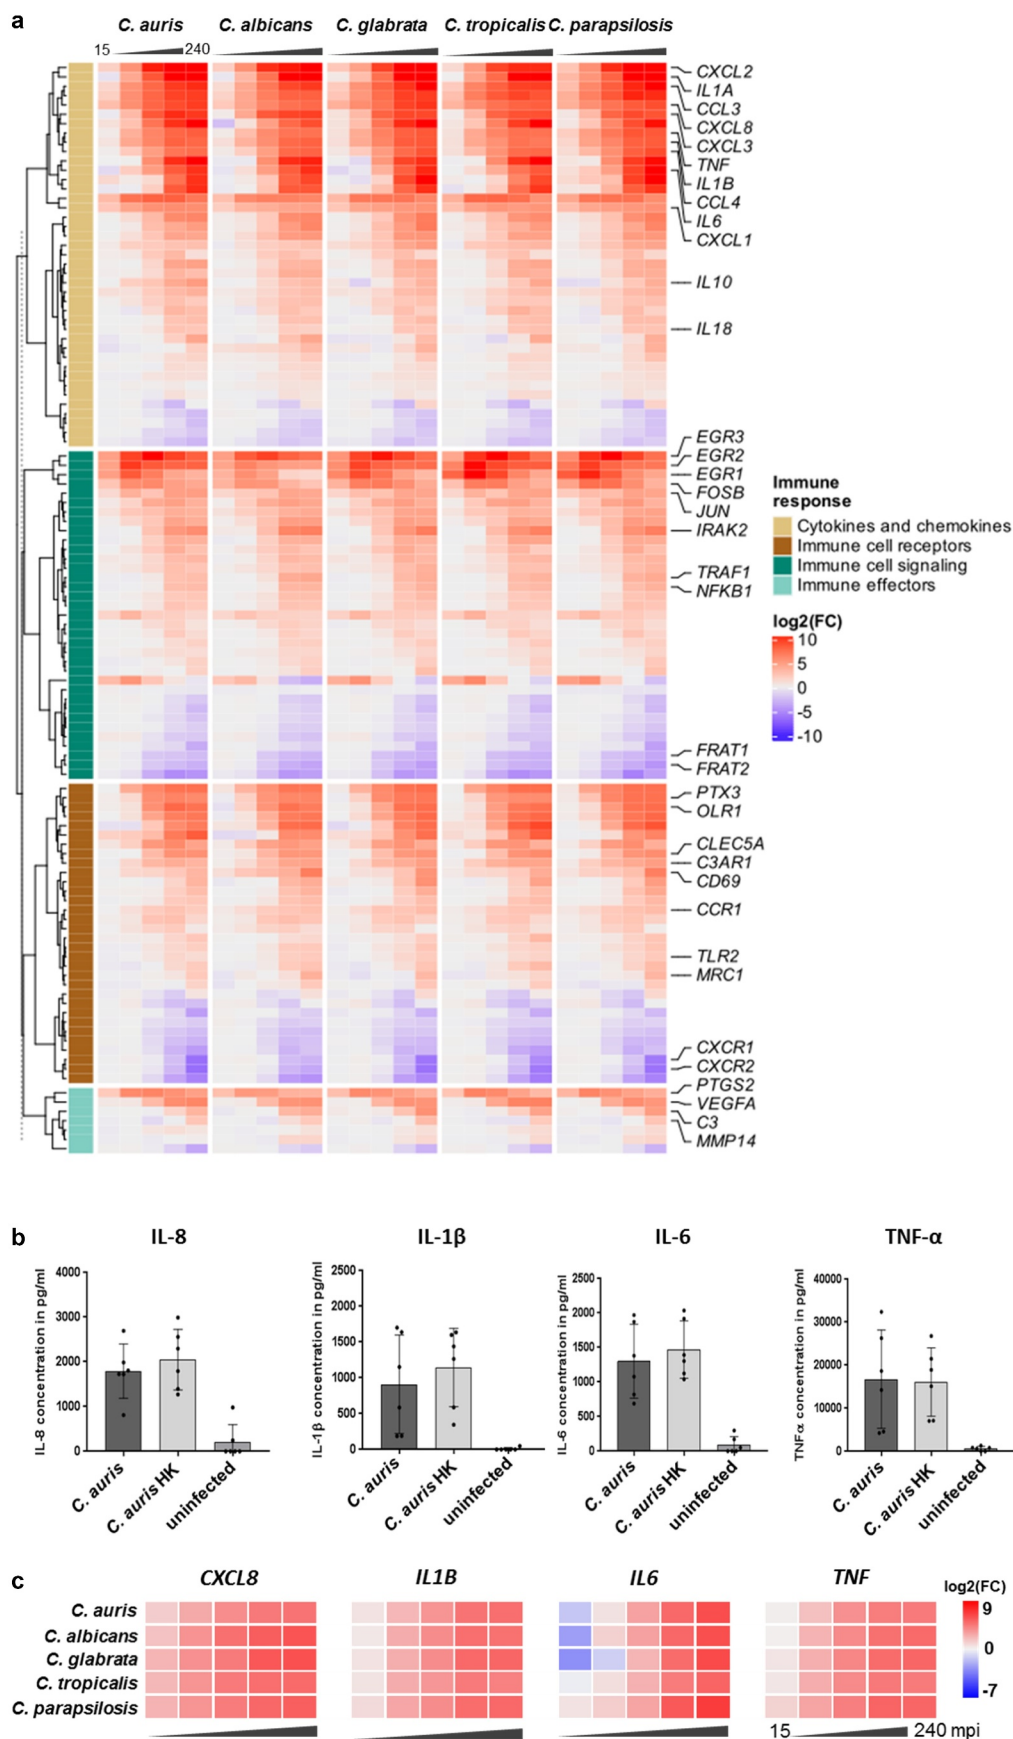 a
C. auris C. albicans C. glabrata C. tropicalis C. parapsilosis
15 240
CXCL2
IL1A
CCL3
CXCL8
CXCL3
TNF
IL1B
CCL4
IL6
CXCL1
IL10
IL18
EGR3
EGR2
EGR1
FOSB
JUN
IRAK2
TRAF1
NFKB1
FRAT1
FRAT2
PTX3
OLR1
CLEC5A
C3AR1
CD69
CCR1
TLR2
MRC1
CXCR1
CXCR2
PTGS2
VEGFA
C3
MMP14
Immune
response
Cytokines and chemokines
Immune cell receptors
Immune cell signaling
Immune effectors
log2(FC)
10
5
0
-5
-10
b
IL-8
IL-8 concentration in pg/ml
4000
3000
2000
1000
0
C. auris
C. auris HK
uninfected
IL-1β
IL-1β concentration in pg/ml
2500
2000
1500
1000
500
0
C. auris
C. auris HK
uninfected
IL-6
IL-6 concentration in pg/ml
2500
2000
1500
1000
500
0
C. auris
C. auris HK
uninfected
TNF-α
TNFα concentration in pg/ml
40000
30000
20000
10000
0
C. auris
C. auris HK
uninfected
c
CXCL8 IL1B IL6 TNF
C. auris
C. albicans
C. glabrata
C. tropicalis
C. parapsilosis
15 240 mpi
log2(FC)
9
0
-7